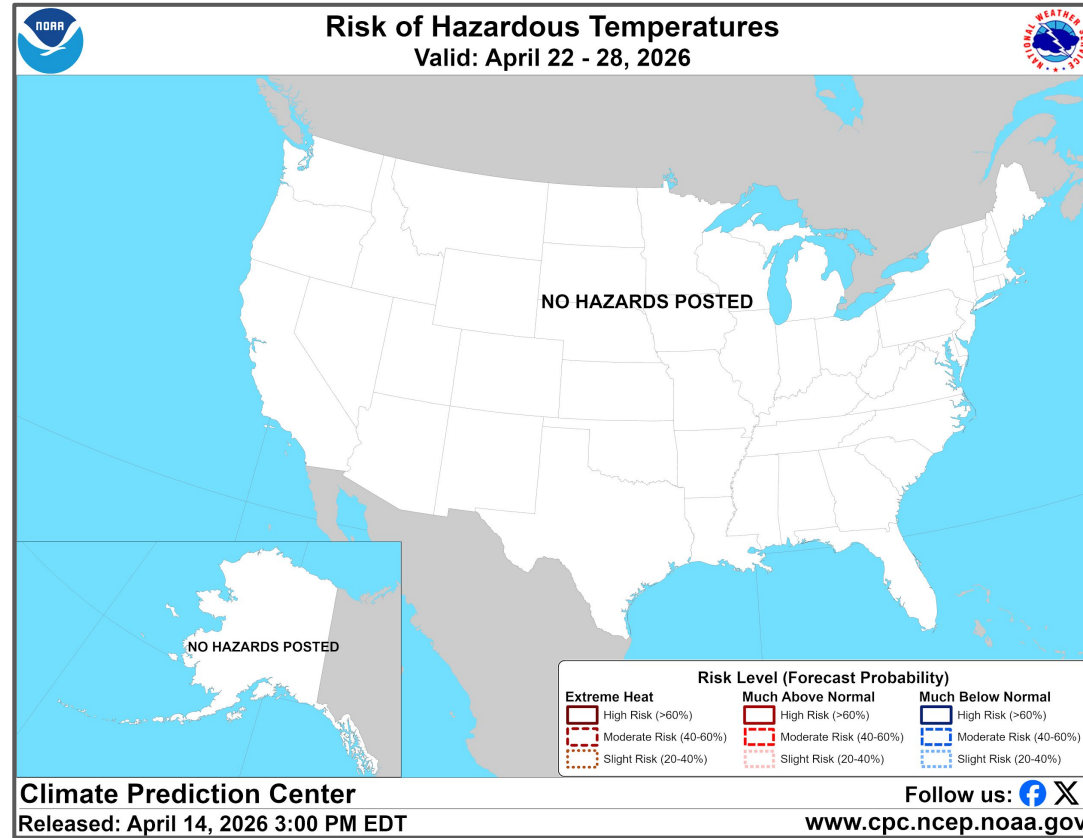 NOAA
Risk of Hazardous Temperatures
Valid: April 22 - 28, 2026
NATIONAL WEATHER SERVICE
NO HAZARDS POSTED
NO HAZARDS POSTED
Risk Level (Forecast Probability)
Extreme Heat
High Risk (>60%)
Moderate Risk (40-60%)
Slight Risk (20-40%)
Much Above Normal
High Risk (>60%)
Moderate Risk (40-60%)
Slight Risk (20-40%)
Much Below Normal
High Risk (>60%)
Moderate Risk (40-60%)
Slight Risk (20-40%)
Climate Prediction Center
Follow us:
Released: April 14, 2026 3:00 PM EDT
www.cpc.ncep.noaa.gov